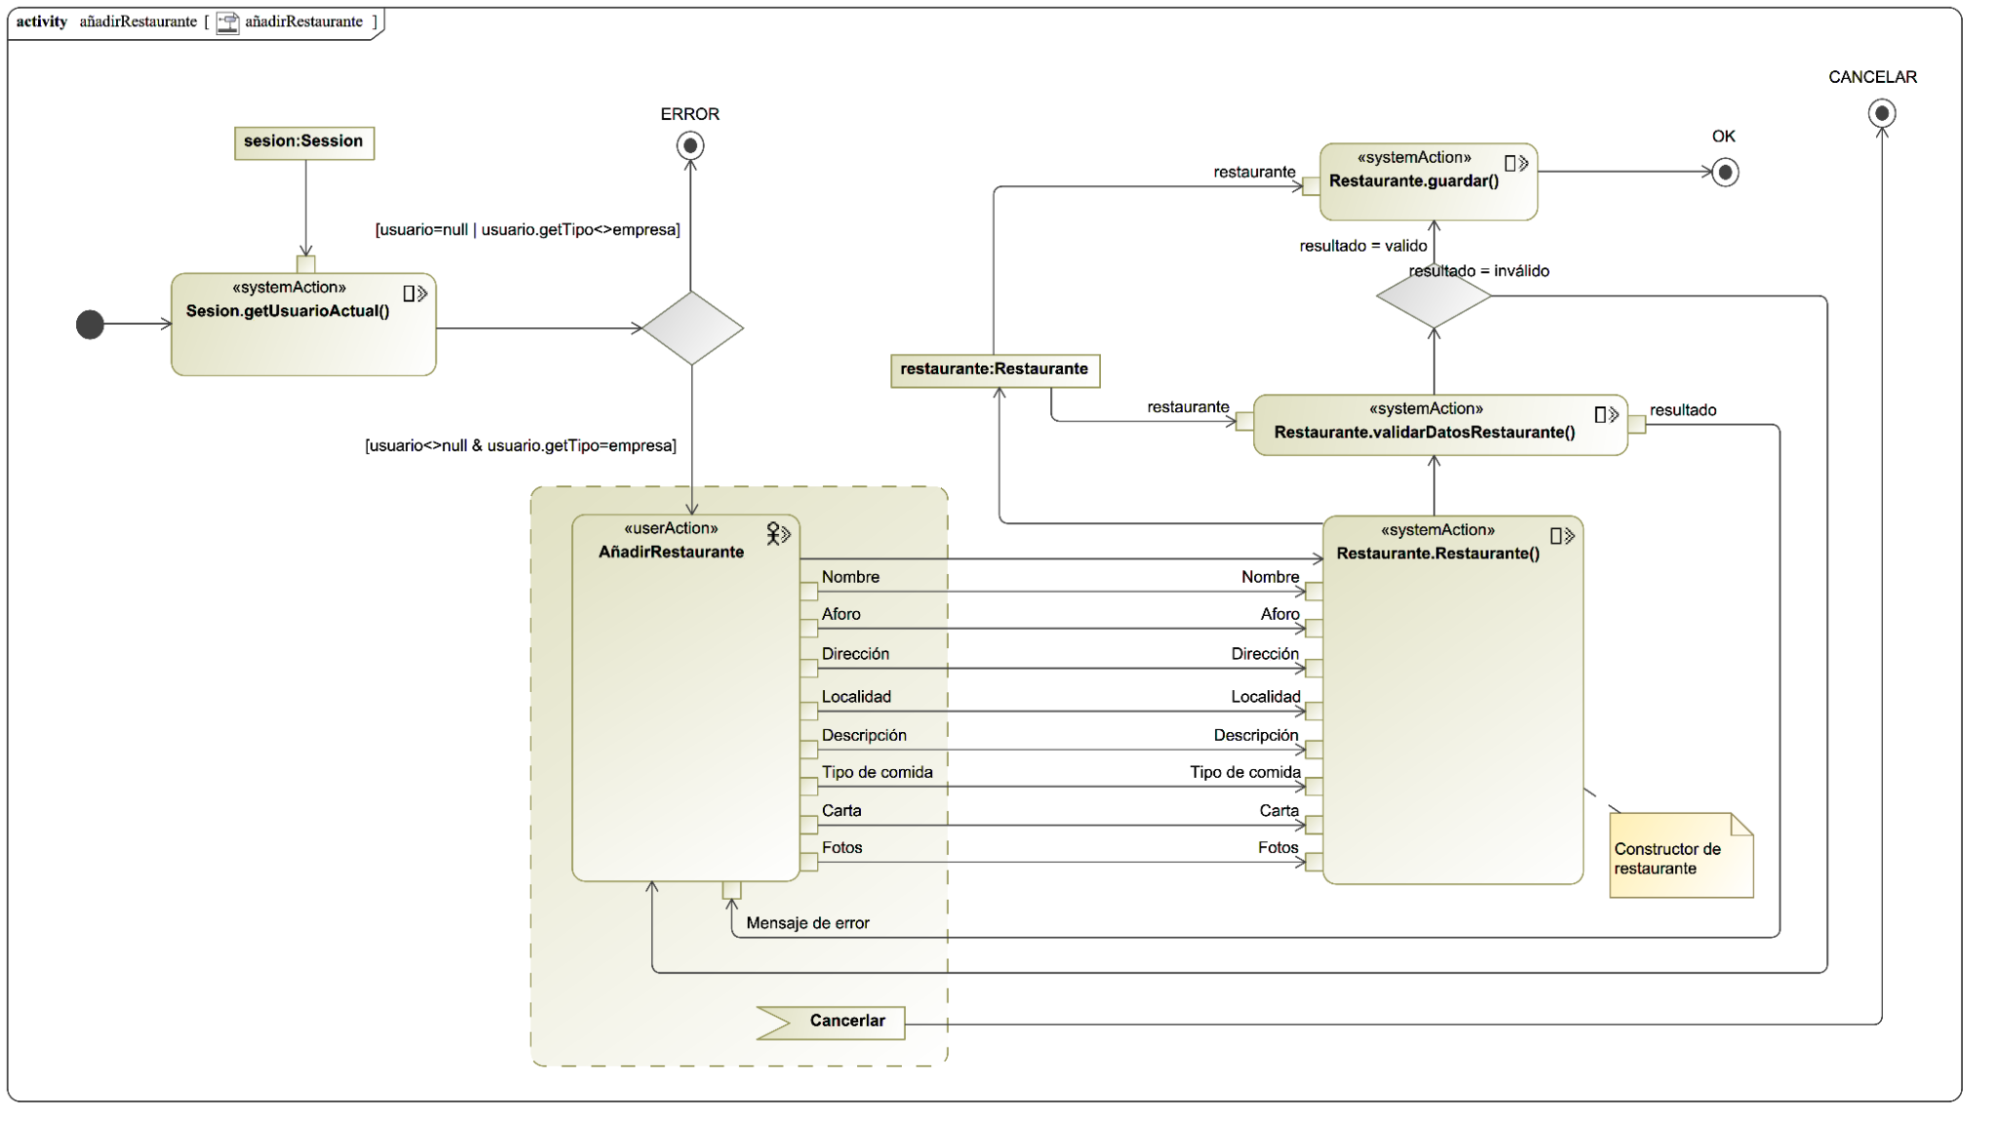 activity añadirRestaurante [ añadirRestaurante ]
CANCELAR
ERROR
OK
sesion:Session
«systemAction»
Restaurante.guardar()
restaurante
[usuario=null | usuario.getTipo<>empresa]
resultado = valido
resultado = inválido
«systemAction»
Sesion.getUsuarioActual()
restaurante:Restaurante
restaurante
«systemAction»
Restaurante.validarDatosRestaurante()
resultado
[usuario<>null & usuario.getTipo=empresa]
«userAction»
AñadirRestaurante
«systemAction»
Restaurante.Restaurante()
Nombre
Nombre
Aforo
Aforo
Dirección
Dirección
Localidad
Localidad
Descripción
Descripción
Tipo de comida
Tipo de comida
Carta
Carta
Fotos
Fotos
Constructor de
restaurante
Mensaje de error
Cancerlar